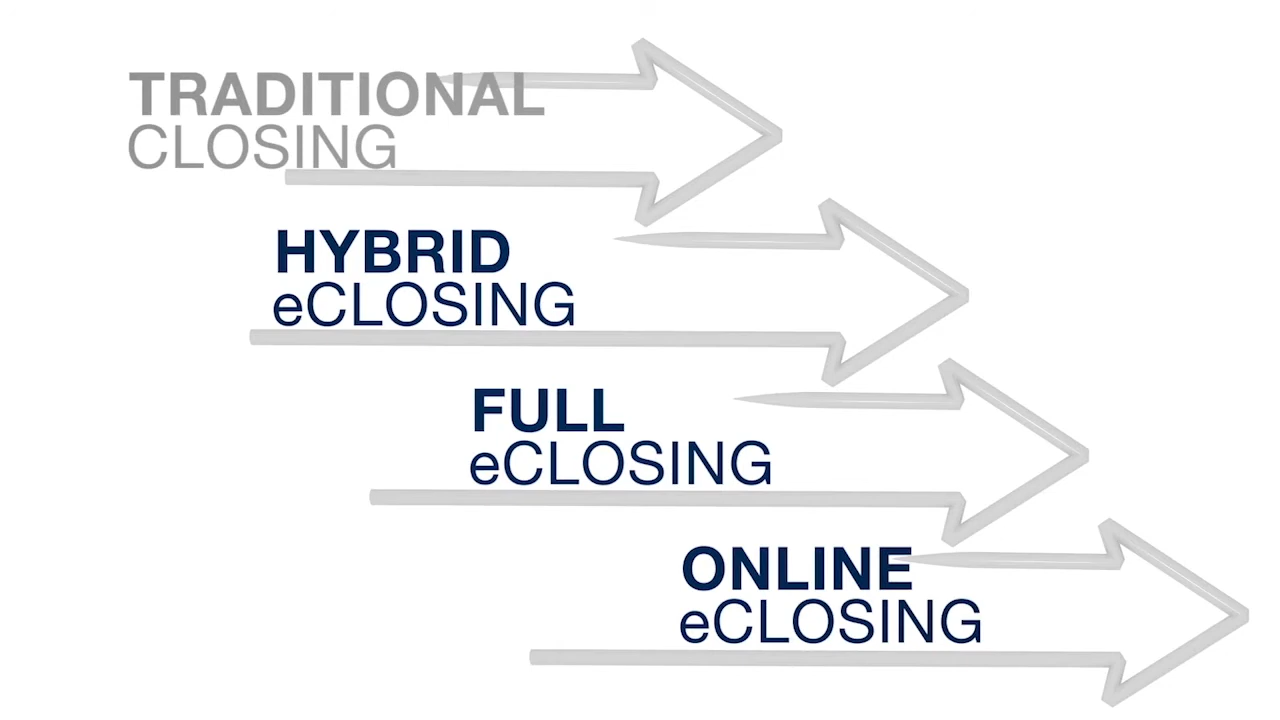 TRADITIONAL
CLOSING
HYBRID
eCLOSING
FULL
eCLOSING
ONLINE
eCLOSING